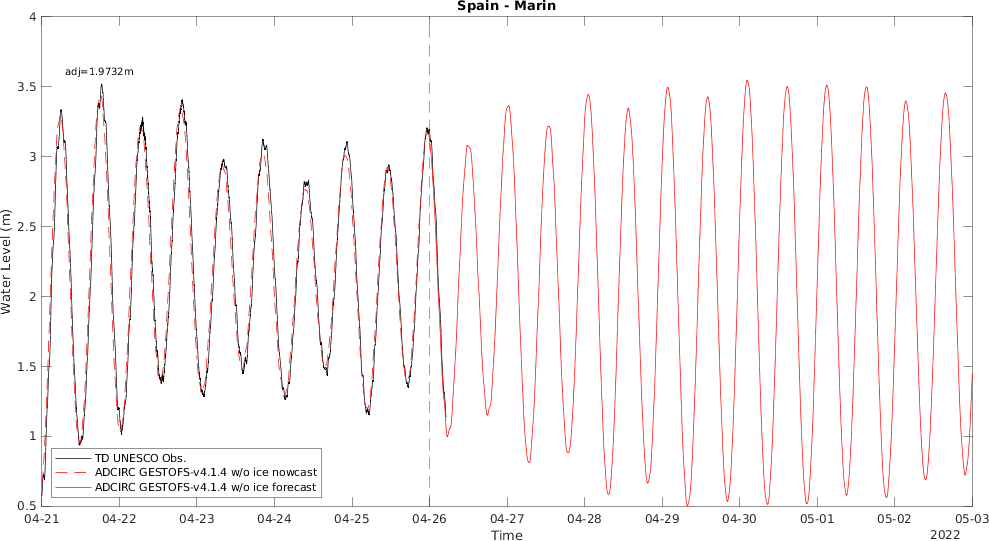 Spain - Marin
adj=1.9732m
Water Level (m)
4
3.5
3
2.5
2
1.5
1
0.5
TD UNESCO Obs.
ADCIRC GESTOFS-v4.1.4 w/o ice nowcast
ADCIRC GESTOFS-v4.1.4 w/o ice forecast
04-21 04-22 04-23 04-24 04-25 04-26 04-27 04-28 04-29 04-30 05-01 05-02 05-03
Time
2022